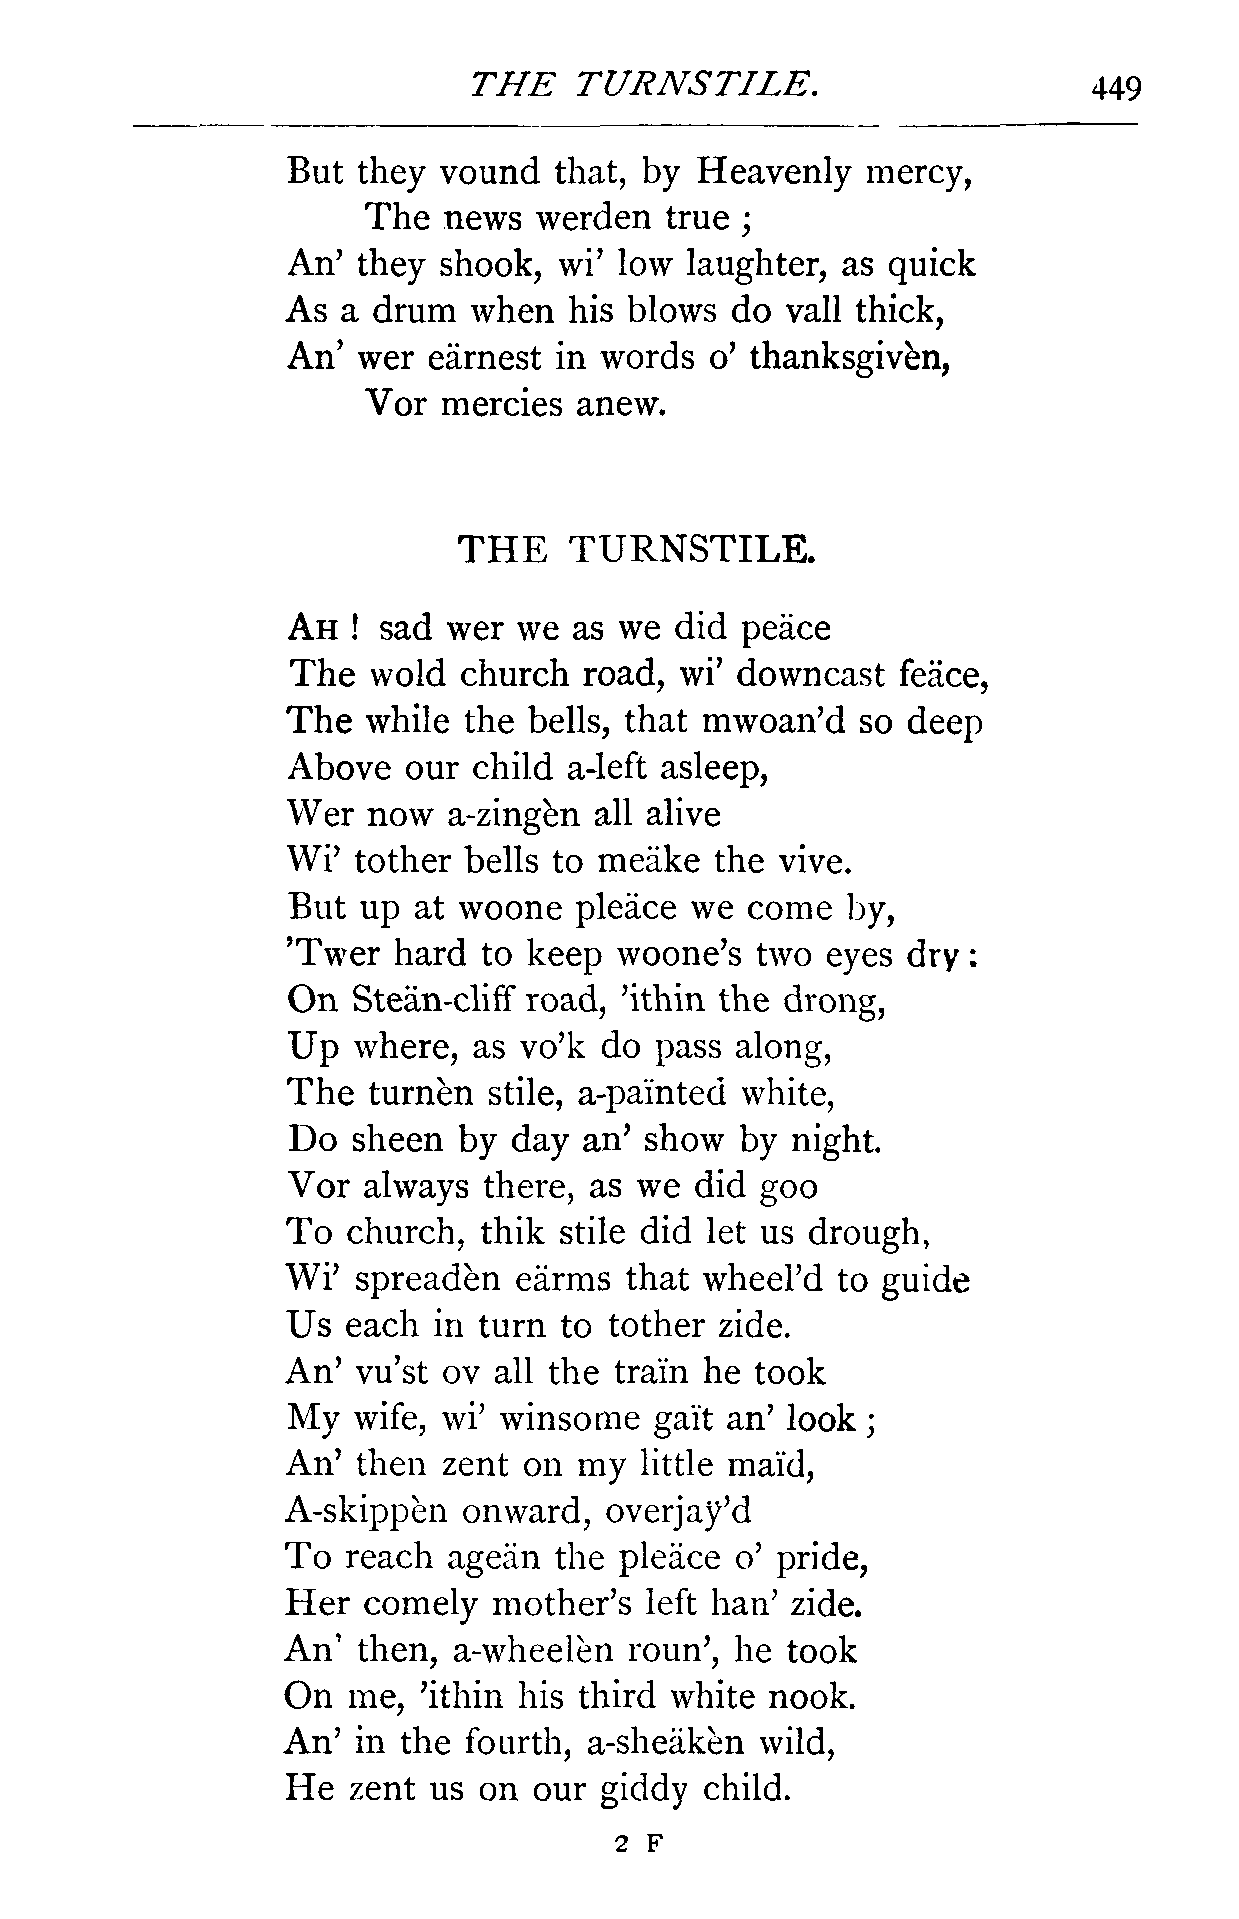 THE TURNSTILE. 449
But they vound that, by Heavenly mercy,
The news werden true ;
An' they shook, wi' low laughter, as quick
As a drum when his blows do vall thick,
An' wer eärnest in words o' thanksgivèn,
Vor mercies anew.
THE TURNSTILE.
AH ! sad wer we as we did peäce
The wold church road, wi' downcast feäce,
The while the bells, that mwoan'd so deep
Above our child a-left asleep,
Wer now a-zingèn all alive
Wi' tother bells to meäke the vive.
But up at woone pleäce we come by,
'Twer hard to keep woone's two eyes dry :
On Steän-cliff road, 'ithin the drong,
Up where, as vo'k do pass along,
The turnèn stile, a-païnted white,
Do sheen by day an' show by night.
Vor always there, as we did goo
To church, thik stile did let us drough,
Wi' spreadèn eärms that wheel'd to guide
Us each in turn to tother zide.
An' vu'st ov all the traïn he took
My wife, wi' winsome gaït an' look ;
An' then zent on my little maïd,
A-skippèn onward, overjaÿ'd
To reach ageän the pleäce o' pride,
Her comely mother's left han' zide.
An' then, a-wheelèn roun', he took
On me, 'ithin his third white nook.
An' in the fourth, a-sheäkèn wild,
He zent us on our giddy child.
2 F